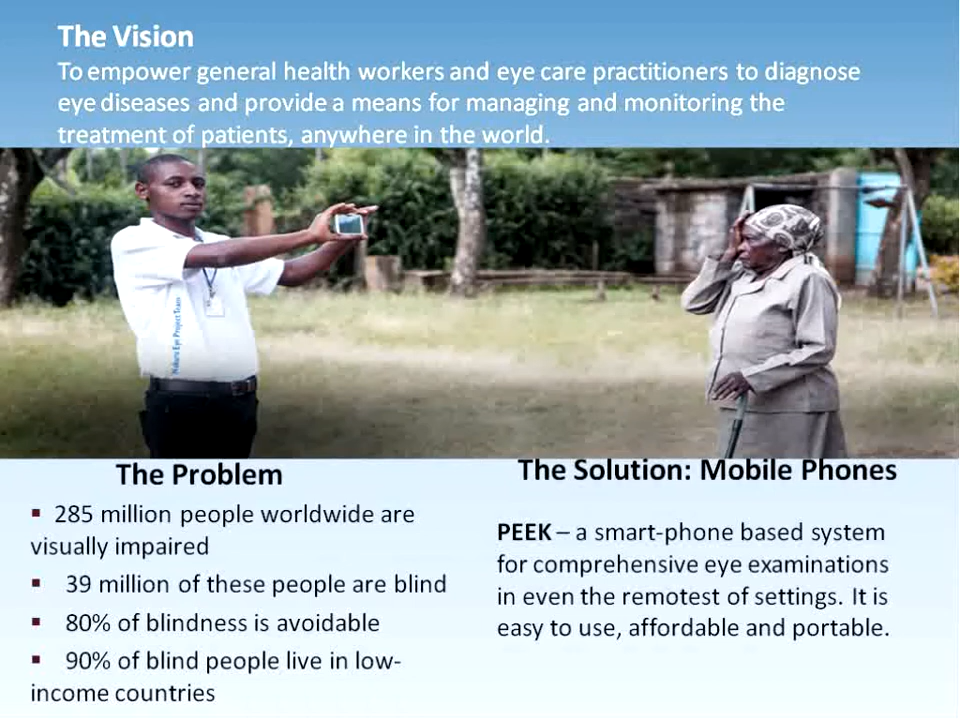 The Vision
To empower general health workers and eye care practitioners to diagnose
eye diseases and provide a means for managing and monitoring the
treatment of patients, anywhere in the world.
Nakuru Eye Project Team
The Problem
▪ 285 million people worldwide are
visually impaired
▪ 39 million of these people are blind
▪ 80% of blindness is avoidable
▪ 90% of blind people live in low-
income countries
The Solution: Mobile Phones
PEEK – a smart-phone based system
for comprehensive eye examinations
in even the remotest of settings. It is
easy to use, affordable and portable.